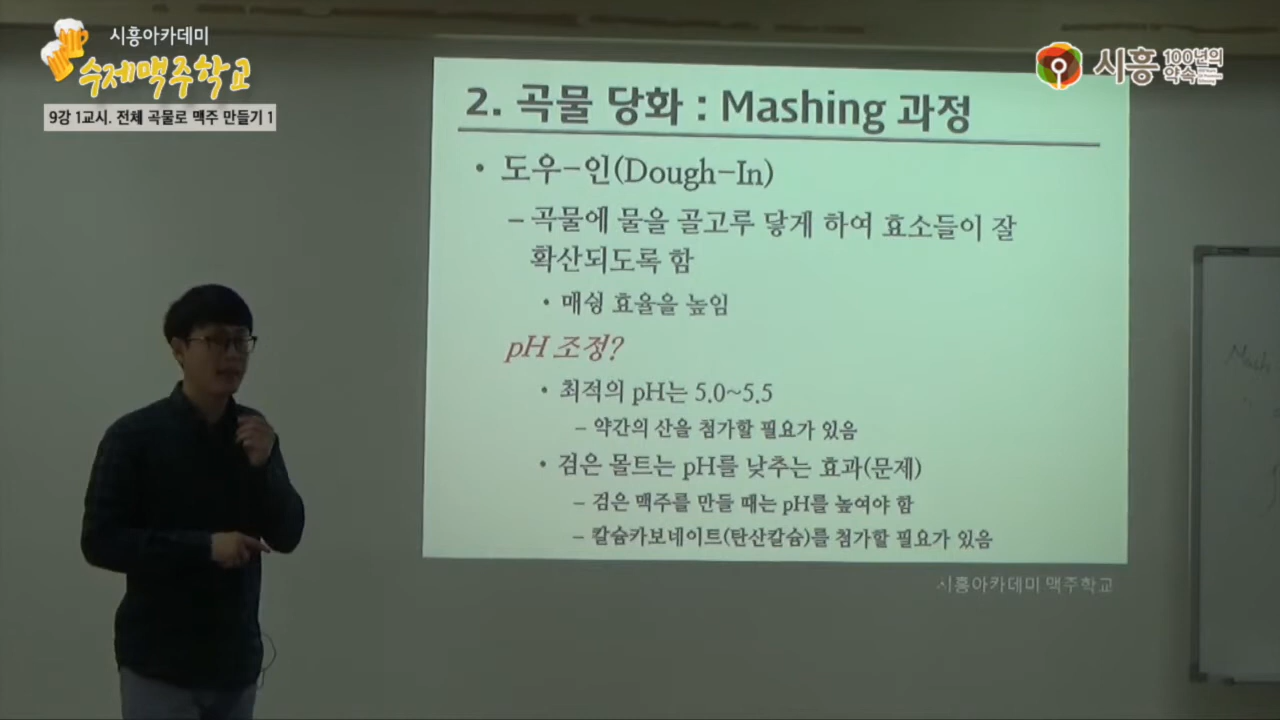 시흥아카데미
수제맥주학교
9강 1교시. 전체 곡물로 맥주 만들기 1
시흥 100년의 약속
2. 곡물 당화 : Mashing 과정
• 도우-인(Dough-In)
– 곡물에 물을 골고루 닿게 하여 효소들이 잘
확산되도록 함
• 매슁 효율을 높임
pH 조정?
• 최적의 pH는 5.0~5.5
– 약간의 산을 첨가할 필요가 있음
• 검은 몰트는 pH를 낮추는 효과(문제)
– 검은 맥주를 만들 때는 pH를 높여야 함
– 칼슘카보네이트(탄산칼슘)를 첨가할 필요가 있음
시흥아카데미 맥주학교
Mash